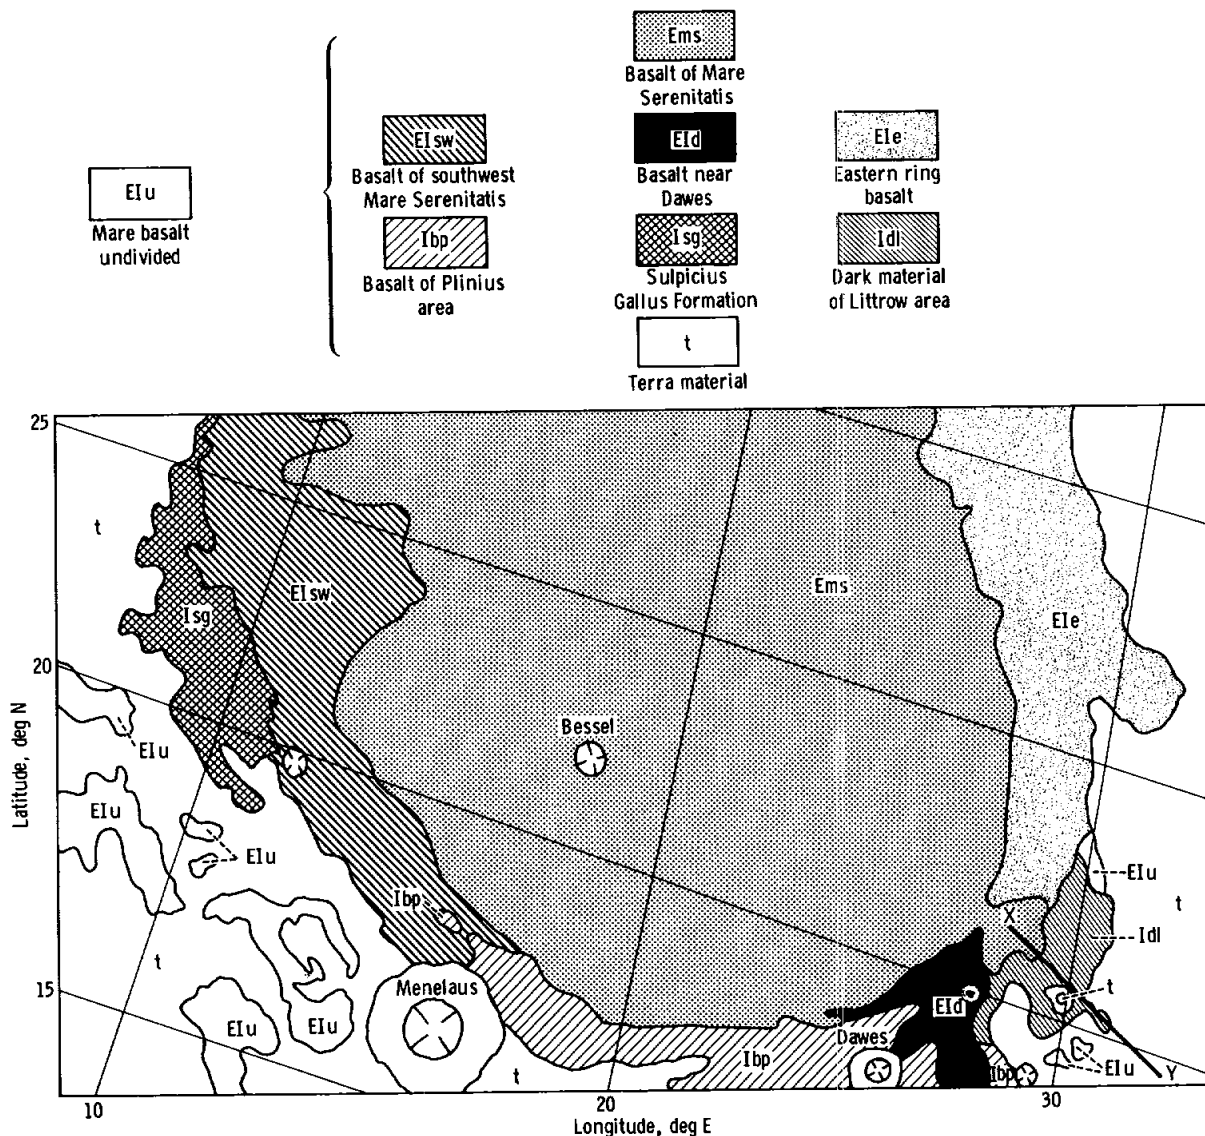 Ems
Basalt of Mare
Serenitatis
EIsw
Basalt of southwest
Mare Serenitatis
EId
Basalt near
Dawes
EIe
Eastern ring
basalt
EIu
Mare basalt
undivided
Ibp
Basalt of Plinius
area
Isg
Sulpicius
Gallus Formation
Idl
Dark material
of Littrow area
t
Terra material
25
t
EIsw
Ems
Isg
EIe
20
Latitude, deg N
EIu
Bessel
EIu
EIu
EIu
Ibp
X
t
Idl
t
15
Menelaus
t
EIu
EIu
EId
Dawes
Ibp
t
Ibp
EIu
Y
10
20
30
Longitude, deg E